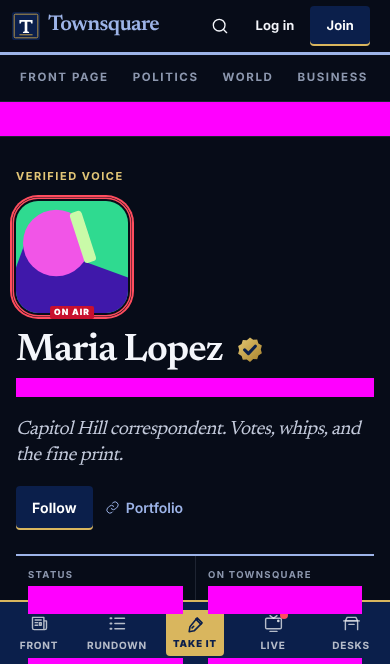 T Townsquare Log in Join
FRONT PAGE POLITICS WORLD BUSINESS
VERIFIED VOICE
ON AIR
Maria Lopez
Capitol Hill correspondent. Votes, whips, and
the fine print.
Follow Portfolio
STATUS ON TOWNSQUARE
FRONT RUNDOWN TAKE IT LIVE DESKS